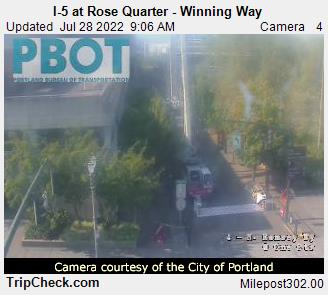 I-5 at Rose Quarter - Winning Way
Updated Jul 28 2022 9:06 AM Camera 4
PBOT
PORTLAND BUREAU OF TRANSPORTATION
Camera courtesy of the City of Portland
TripCheck.com Milepost302.00